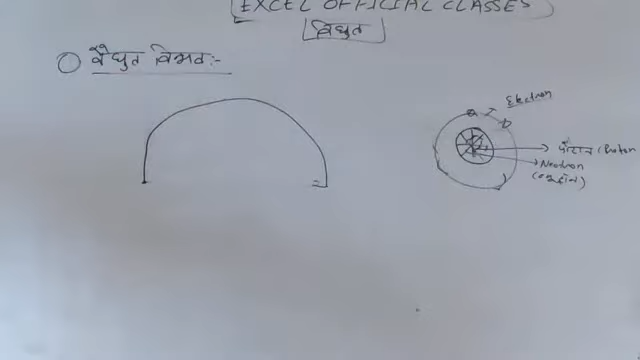 EXCEL OFFICIAL CLASSES
विधुत
वैधुत विभव:-
Electron
प्रोटान (Proton
Neutron
(न्यूट्रॉन)